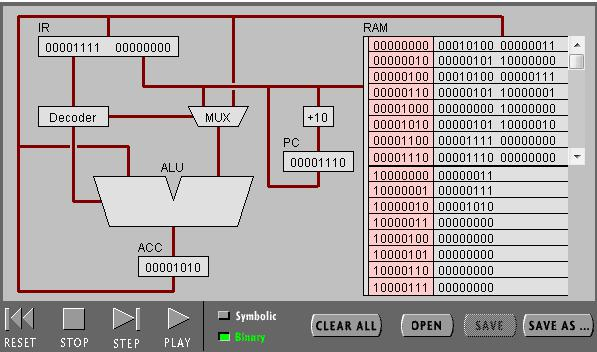 IR
00001111 00000000
Decoder
MUX
+10
PC
00001110
ALU
ACC
00001010
RAM
00000000 00010100 00000011
00000010 00000101 10000000
00000100 00010100 00000111
00000110 00000101 10000001
00001000 00000000 10000000
00001010 00000101 10000010
00001100 00001111 00000000
00001110 00001110 00000000
10000000 00000011
10000001 00000111
10000010 00001010
10000011 00000000
10000100 00000000
10000101 00000000
10000110 00000000
10000111 00000000
RESET STOP STEP PLAY
Symbolic
Binary
CLEAR ALL OPEN SAVE SAVE AS ...